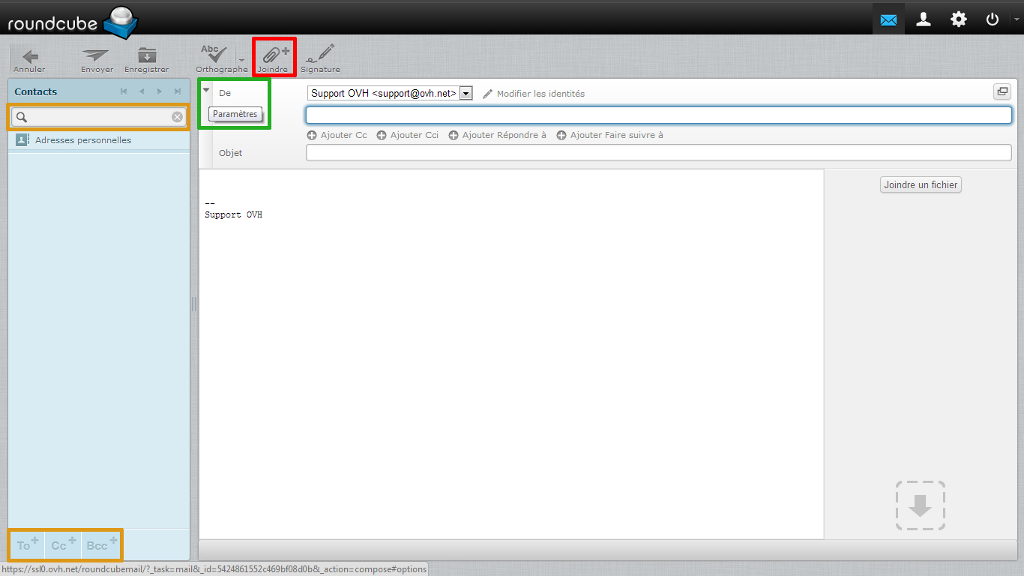 roundcube
Annuler Envoyer Enregistrer Abc Orthographe Joindre Signature
Contacts
De Support OVH <support@ovh.net> Modifier les identités
Paramètres
Ajouter Cc Ajouter Cci Ajouter Répondre à Ajouter Faire suivre à
Adresses personnelles
Objet
Joindre un fichier
--
Support OVH
To+ Cc+ Bcc+
https://ssl0.ovh.net/roundcubemail/?_task=mail&_id=5424861552c469bf08d0b&_action=compose#options